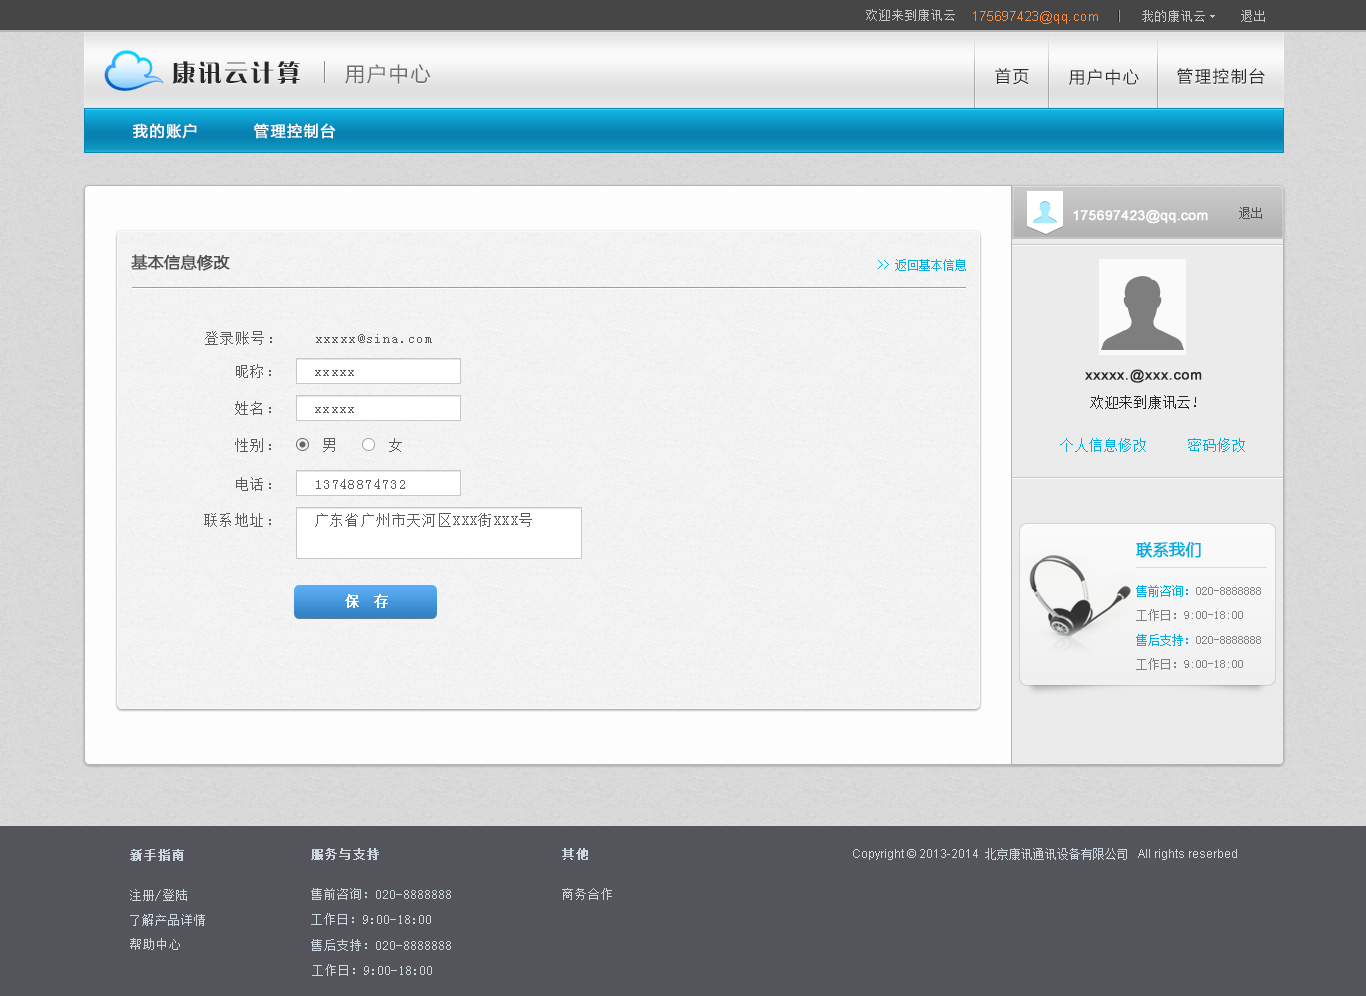 欢迎来到康讯云 175697423@qq.com | 我的康讯云 退出
康讯云计算 | 用户中心
首页 用户中心 管理控制台
我的账户 管理控制台
基本信息修改
>> 返回基本信息
登录账号： xxxxx@sina.com
昵称： xxxxx
姓名： xxxxx
性别： 男 女
电话： 13748874732
联系地址： 广东省广州市天河区XXX街XXX号
保 存
175697423@qq.com 退出
xxxxx.@xxx.com
欢迎来到康讯云!
个人信息修改 密码修改
联系我们
售前咨询：020-8888888
工作日：9:00-18:00
售后支持：020-8888888
工作日：9:00-18:00
新手指南
注册/登陆
了解产品详情
帮助中心
服务与支持
售前咨询：020-8888888
工作日：9:00-18:00
售后支持：020-8888888
工作日：9:00-18:00
其他
商务合作
Copyright © 2013-2014 北京康讯通讯设备有限公司 All rights reserbed